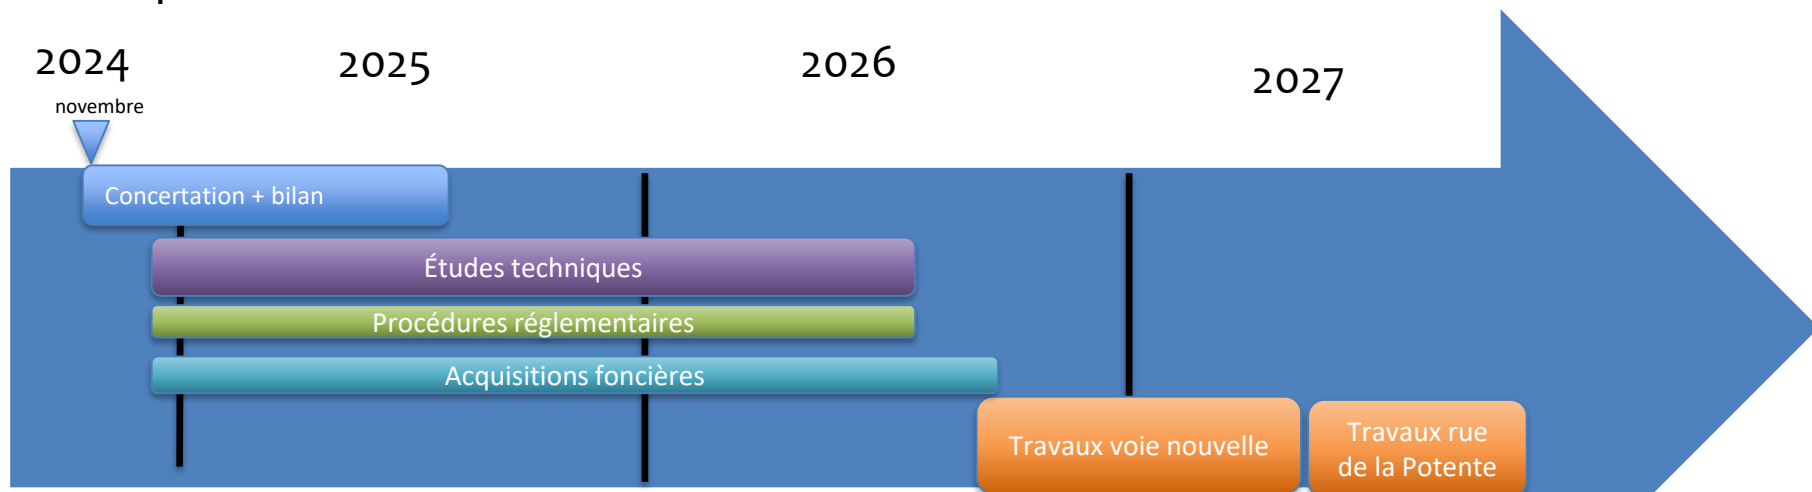 2024
2025
2026
2027
novembre
Concertation + bilan
Études techniques
Procédures réglementaires
Acquisitions foncières
Travaux voie nouvelle
Travaux rue
de la Potente